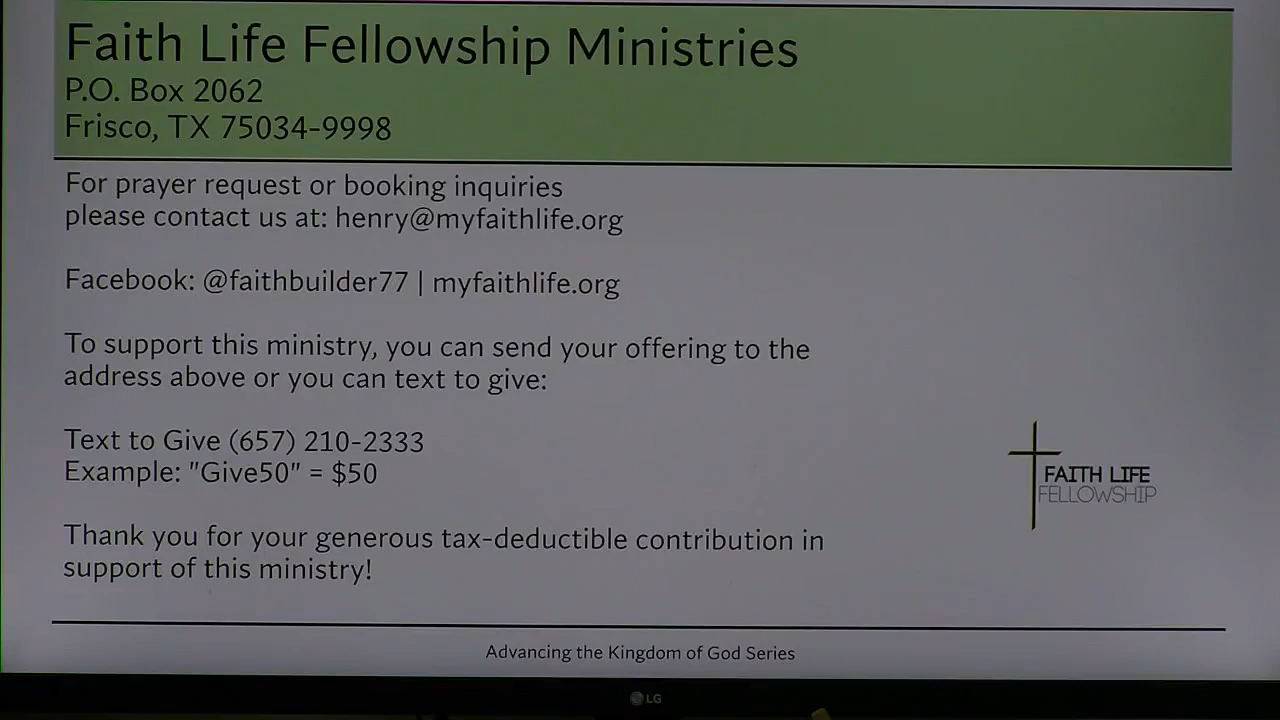 Faith Life Fellowship Ministries
P.O. Box 2062
Frisco, TX 75034-9998
For prayer request or booking inquiries
please contact us at: henry@myfaithlife.org
Facebook: @faithbuilder77 | myfaithlife.org
To support this ministry, you can send your offering to the
address above or you can text to give:
Text to Give (657) 210-2333
Example: "Give50" = $50
FAITH LIFE
FELLOWSHIP
Thank you for your generous tax-deductible contribution in
support of this ministry!
Advancing the Kingdom of God Series
LG